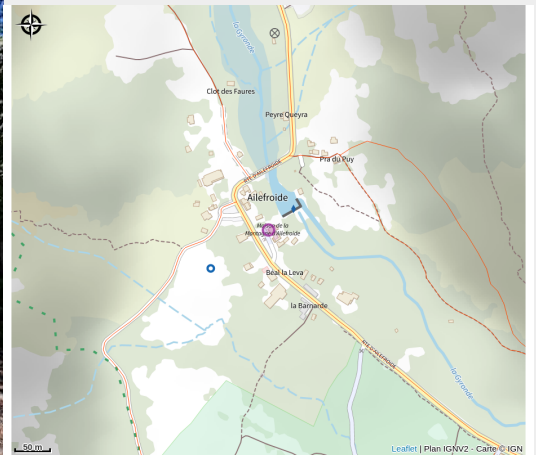 la Gyronde
Clot des Faures
Peyre Queyra
Pra du Puy
RTE D'AILEFROIDE
Ailefroide
Maison de la
Montagne d'Ailefroide
Béal la Leva
la Barnarde
RTE D'AILEFROIDE
la Gyronde
50 m
Leaflet | Plan IGNV2 - Carte © IGN